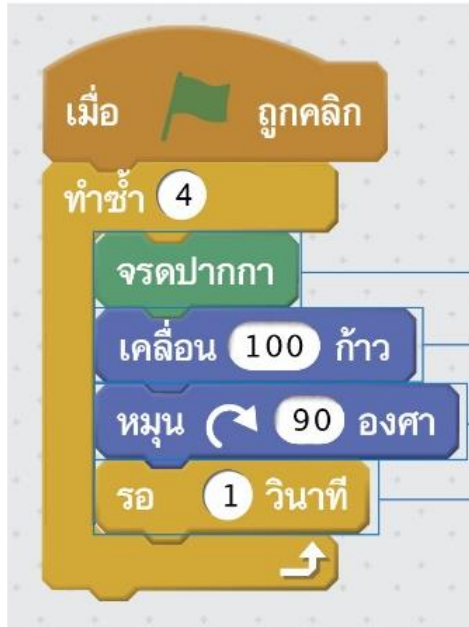 เมื่อ ถูกคลิก
ทำซ้ำ 4
จรดปากกา
เคลื่อน 100 ก้าว
หมุน 90 องศา
รอ 1 วินาที